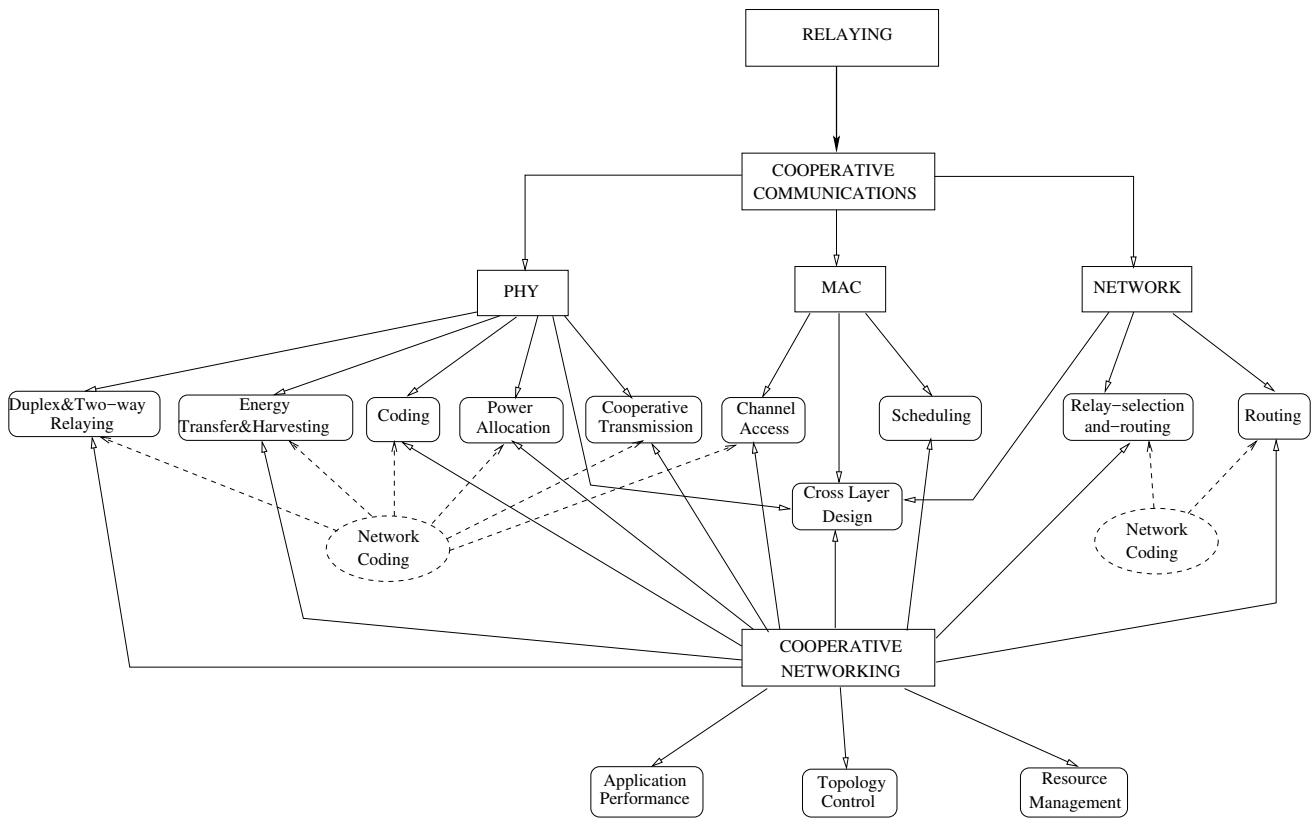 RELAYING
COOPERATIVE
COMMUNICATIONS
PHY
MAC
NETWORK
Duplex&Two-way
Relaying
Energy
Transfer&Harvesting
Coding
Power
Allocation
Cooperative
Transmission
Channel
Access
Scheduling
Relay-selection
and-routing
Routing
Cross Layer
Design
Network
Coding
Network
Coding
COOPERATIVE
NETWORKING
Application
Performance
Topology
Control
Resource
Management